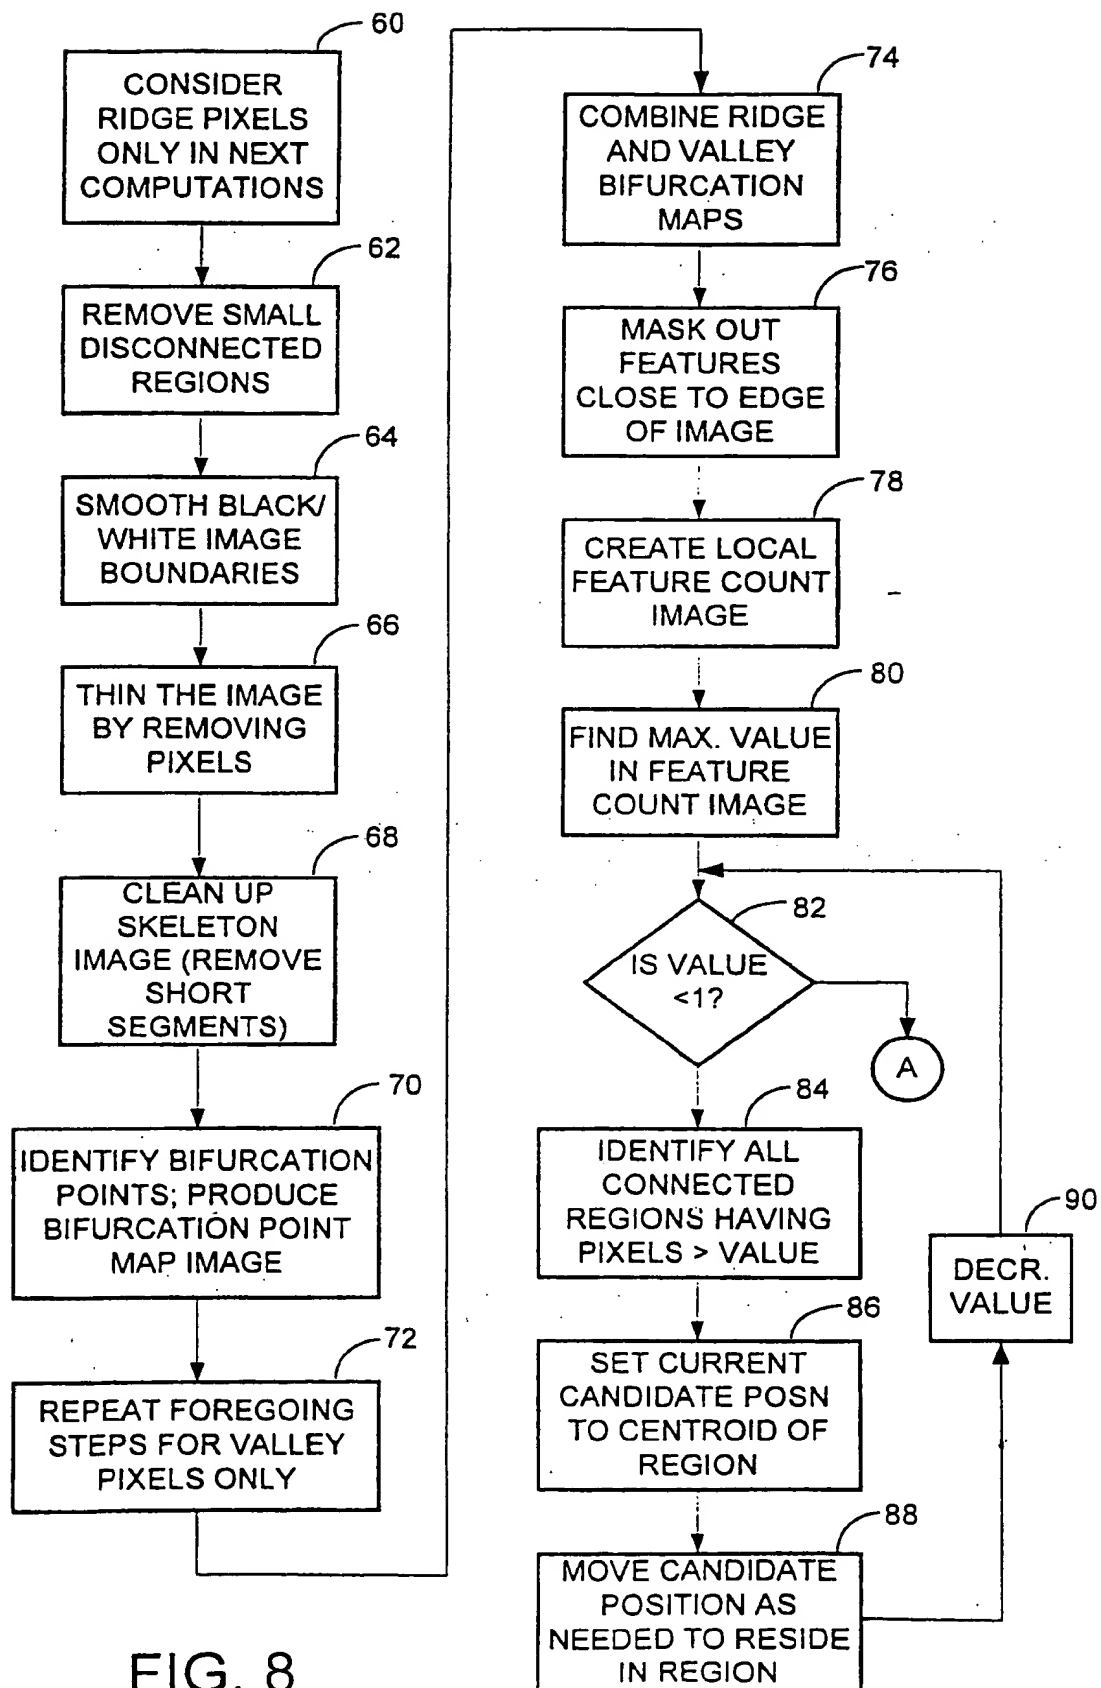 60
CONSIDER
RIDGE PIXELS
ONLY IN NEXT
COMPUTATIONS
62
REMOVE SMALL
DISCONNECTED
REGIONS
64
SMOOTH BLACK/
WHITE IMAGE
BOUNDARIES
66
THIN THE IMAGE
BY REMOVING
PIXELS
68
CLEAN UP
SKELETON
IMAGE (REMOVE
SHORT
SEGMENTS)
70
IDENTIFY BIFURCATION
POINTS; PRODUCE
BIFURCATION POINT
MAP IMAGE
72
REPEAT FOREGOING
STEPS FOR VALLEY
PIXELS ONLY
74
COMBINE RIDGE
AND VALLEY
BIFURCATION
MAPS
76
MASK OUT
FEATURES
CLOSE TO EDGE
OF IMAGE
78
CREATE LOCAL
FEATURE COUNT
IMAGE
80
FIND MAX. VALUE
IN FEATURE
COUNT IMAGE
82
IS VALUE
<1?
A
84
IDENTIFY ALL
CONNECTED
REGIONS HAVING
PIXELS > VALUE
86
SET CURRENT
CANDIDATE POSN
TO CENTROID OF
REGION
88
MOVE CANDIDATE
POSITION AS
NEEDED TO RESIDE
IN REGION
90
DECR.
VALUE
FIG. 8